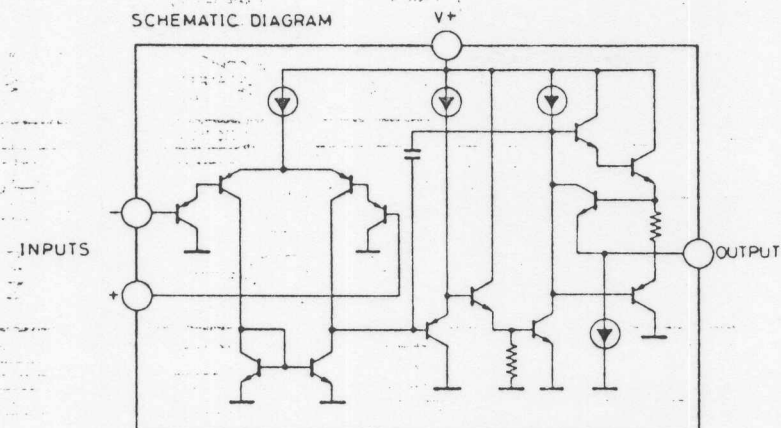 SCHEMATIC DIAGRAM
V+
-
INPUTS
+
OUTPUT